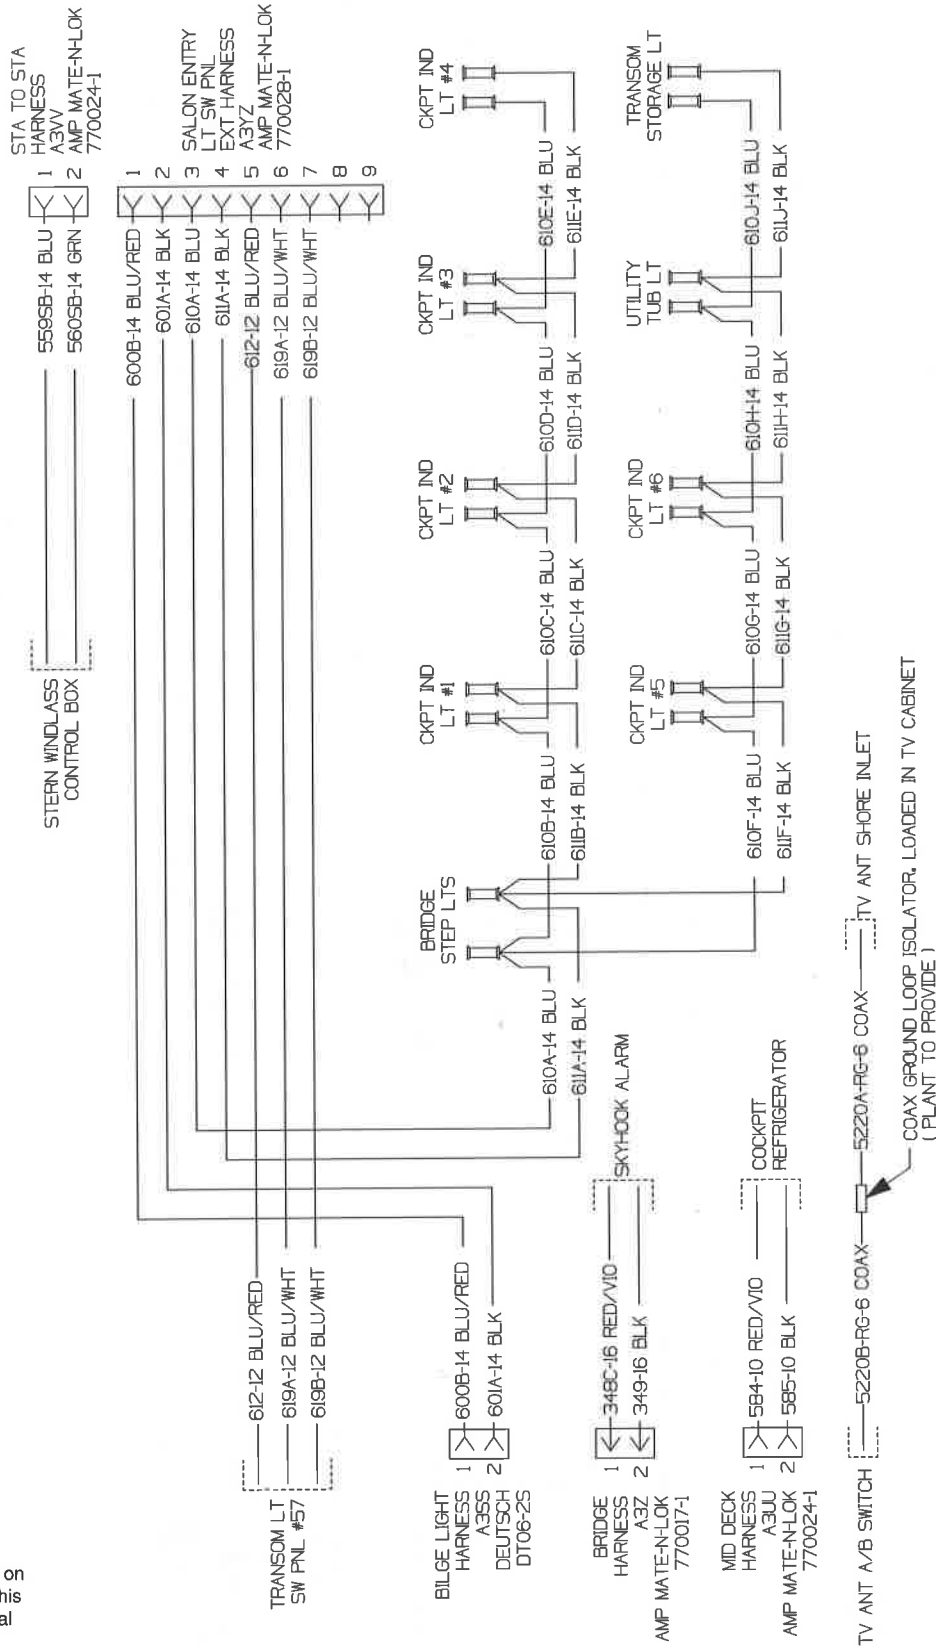 on
his
al
TRANSOM LT
SW PNL #57
612-12 BLU/RED
619A-12 BLU/WHT
619B-12 BLU/WHT
STERN WINDLASS
CONTROL BOX
559SB-14 BLU
560SB-14 GRN
1
2
STA TO STA
HARNESS
A3VV
AMP MATE-N-LOK
770024-1
600B-14 BLU/RED
601A-14 BLK
610A-14 BLU
611A-14 BLK
612-12 BLU/RED
619A-12 BLU/WHT
619B-12 BLU/WHT
1
2
3
4
5
6
7
8
9
SALON ENTRY
LT SW PNL
EXT HARNESS
A3YZ
AMP MATE-N-LOK
770028-1
BILGE LIGHT
HARNESS
A3SS
DEUTSCH
DT06-2S
1
2
600B-14 BLU/RED
601A-14 BLK
BRIDGE
STEP LTS
CKPT IND
LT #1
CKPT IND
LT #2
CKPT IND
LT #3
CKPT IND
LT #4
610A-14 BLU
611A-14 BLK
610B-14 BLU
611B-14 BLK
610C-14 BLU
611C-14 BLK
610D-14 BLU
611D-14 BLK
610E-14 BLU
611E-14 BLK
BRIDGE
HARNESS
A3Z
AMP MATE-N-LOK
770017-1
1
2
348C-16 RED/VIO
349-16 BLK
SKYHOOK ALARM
CKPT IND
LT #5
CKPT IND
LT #6
UTILITY
TUB LT
TRANSOM
STORAGE LT
610F-14 BLU
611F-14 BLK
610G-14 BLU
611G-14 BLK
610H-14 BLU
611H-14 BLK
610J-14 BLU
611J-14 BLK
MID DECK
HARNESS
A3UU
AMP MATE-N-LOK
770024-1
1
2
584-10 RED/VIO
585-10 BLK
COCKPIT
REFRIGERATOR
TV ANT A/B SWITCH
5220B-RG-6 COAX
5220A-RG-6 COAX
TV ANT SHORE INLET
COAX GROUND LOOP ISOLATOR, LOADED IN TV CABINET
( PLANT TO PROVIDE )